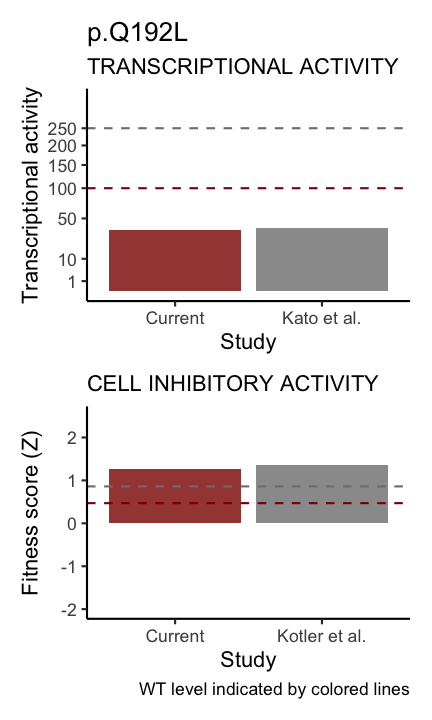 p.Q192L
TRANSCRIPTIONAL ACTIVITY
Transcriptional activity
250
200
150
100
50
10
1
Current
Kato et al.
Study
CELL INHIBITORY ACTIVITY
Fitness score (Z)
2
1
0
-1
-2
Current
Kotler et al.
Study
WT level indicated by colored lines